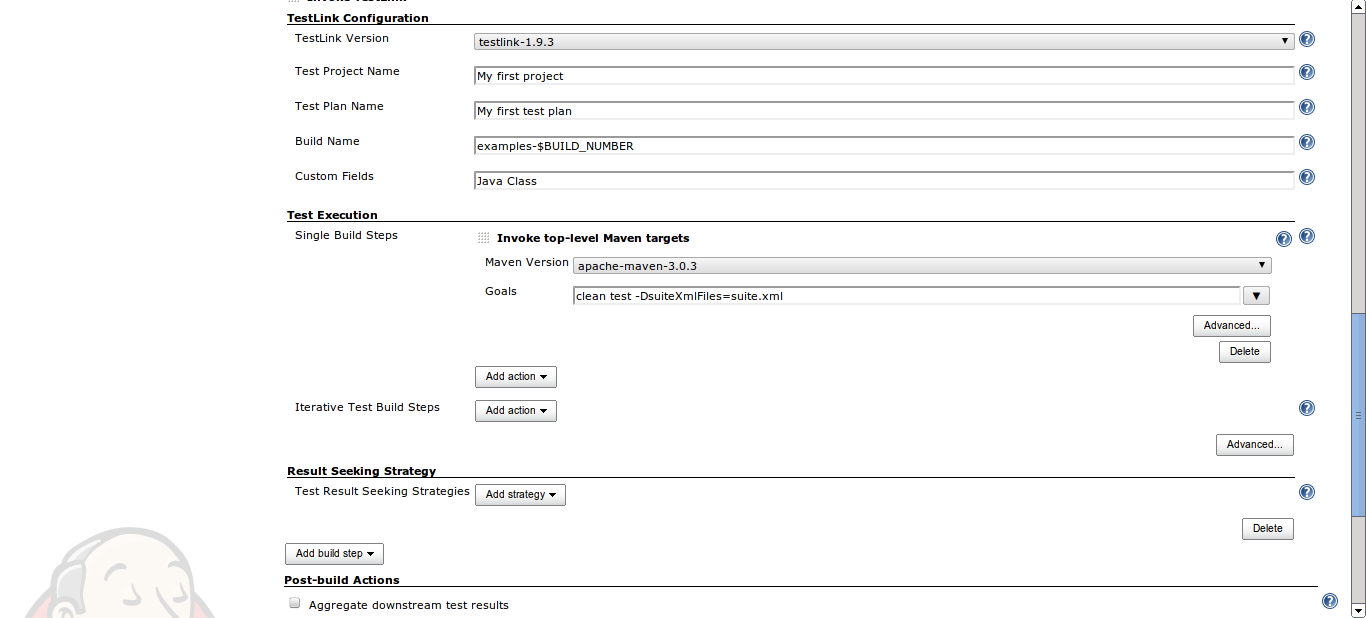 Invoke TestLink
TestLink Configuration
TestLink Version
testlink-1.9.3
Test Project Name
My first project
Test Plan Name
My first test plan
Build Name
examples-$BUILD_NUMBER
Custom Fields
Java Class
Test Execution
Single Build Steps
Invoke top-level Maven targets
Maven Version
apache-maven-3.0.3
Goals
clean test -DsuiteXmlFiles=suite.xml
Advanced...
Delete
Add action
Iterative Test Build Steps
Add action
Advanced...
Result Seeking Strategy
Test Result Seeking Strategies
Add strategy
Delete
Add build step
Post-build Actions
Aggregate downstream test results